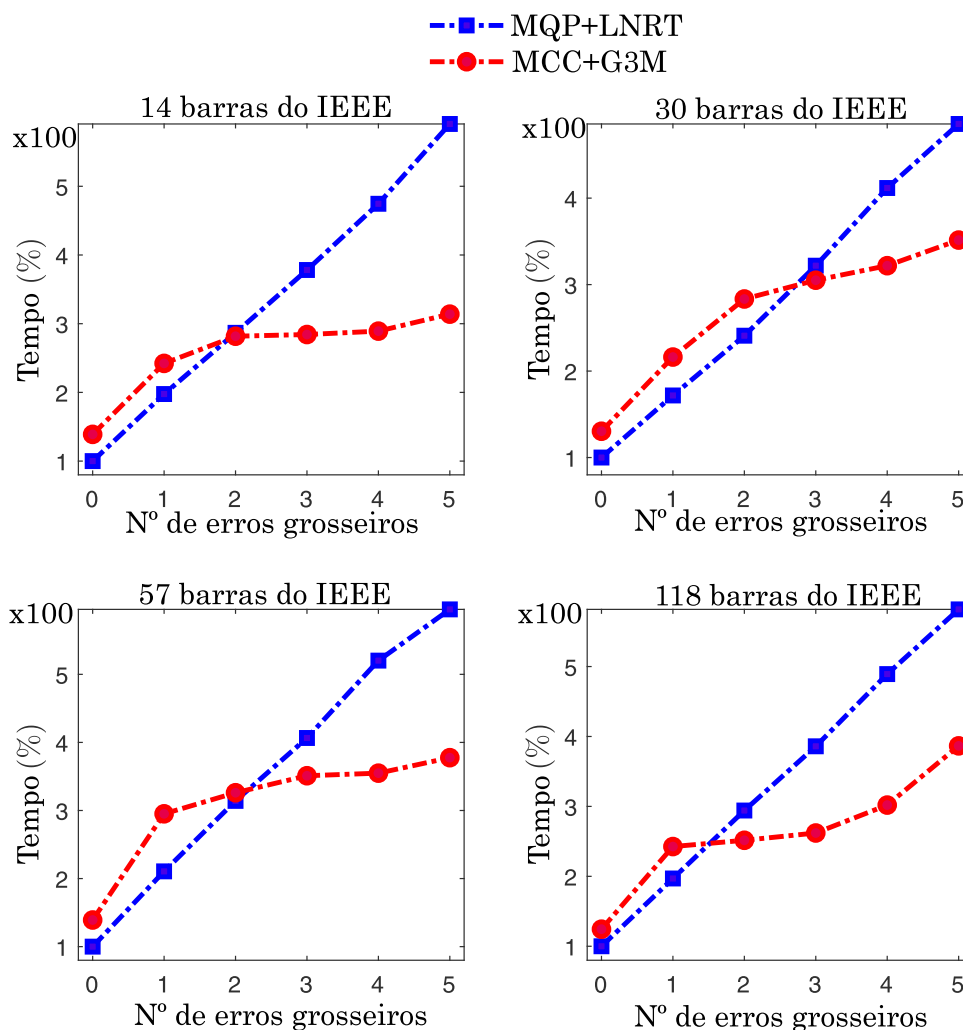 MQP+LNRT
MCC+G3M
14 barras do IEEE
x100
5
4
3
2
1
Tempo (%)
0 1 2 3 4 5
Nº de erros grosseiros
30 barras do IEEE
x100
4
3
2
1
Tempo (%)
0 1 2 3 4 5
Nº de erros grosseiros
57 barras do IEEE
x100
5
4
3
2
1
Tempo (%)
0 1 2 3 4 5
Nº de erros grosseiros
118 barras do IEEE
x100
5
4
3
2
1
Tempo (%)
0 1 2 3 4 5
Nº de erros grosseiros